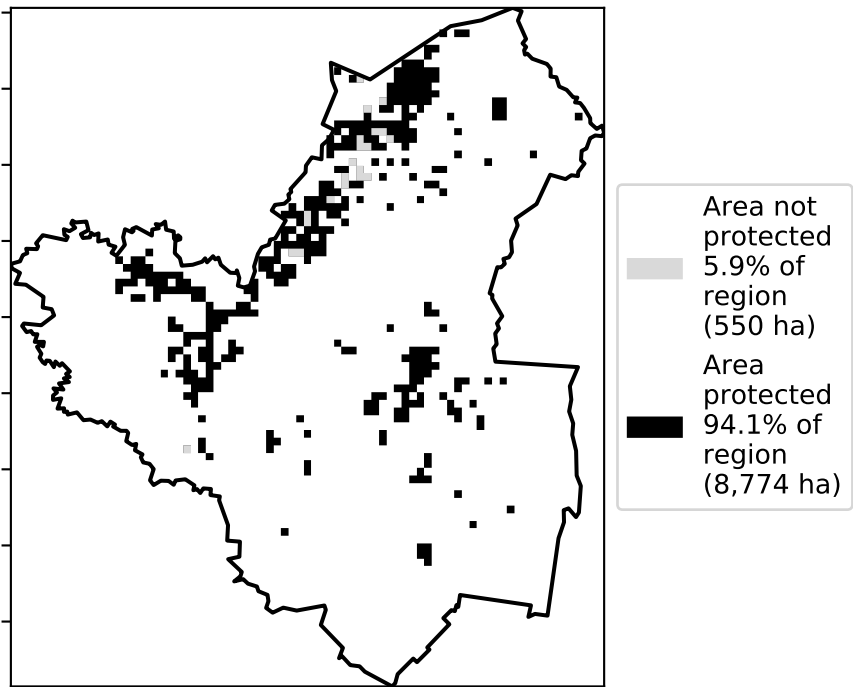 Area not
protected
5.9% of
region
(550 ha)
Area
protected
94.1% of
region
(8,774 ha)